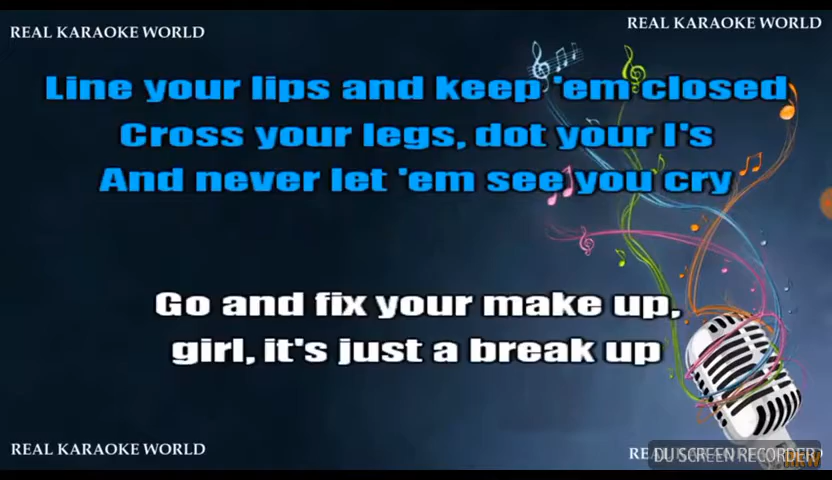 REAL KARAOKE WORLD
REAL KARAOKE WORLD
Line your lips and keep 'em closed
Cross your legs, dot your I's
And never let 'em see you cry
Go and fix your make up,
girl, it's just a break up
REAL KARAOKE WORLD
DU SCREEN RECORDER